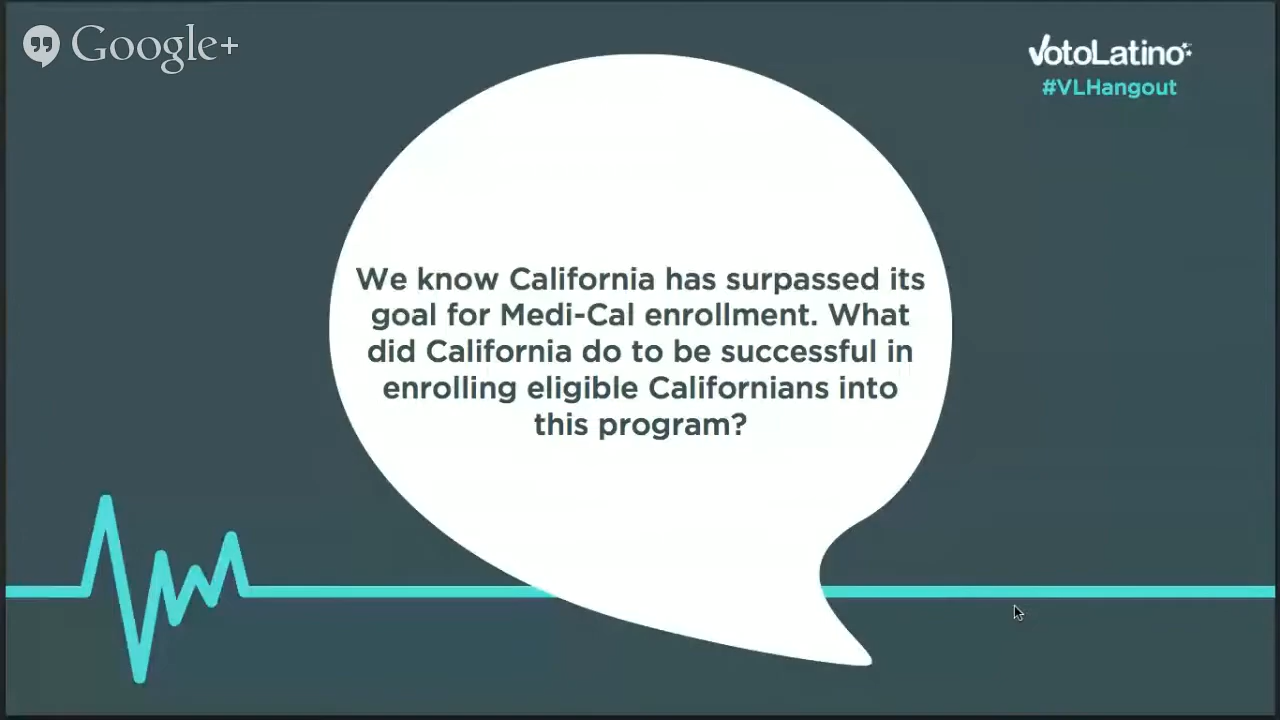 Google+
VotoLatino
#VLHangout
We know California has surpassed its
goal for Medi-Cal enrollment. What
did California do to be successful in
enrolling eligible Californians into
this program?